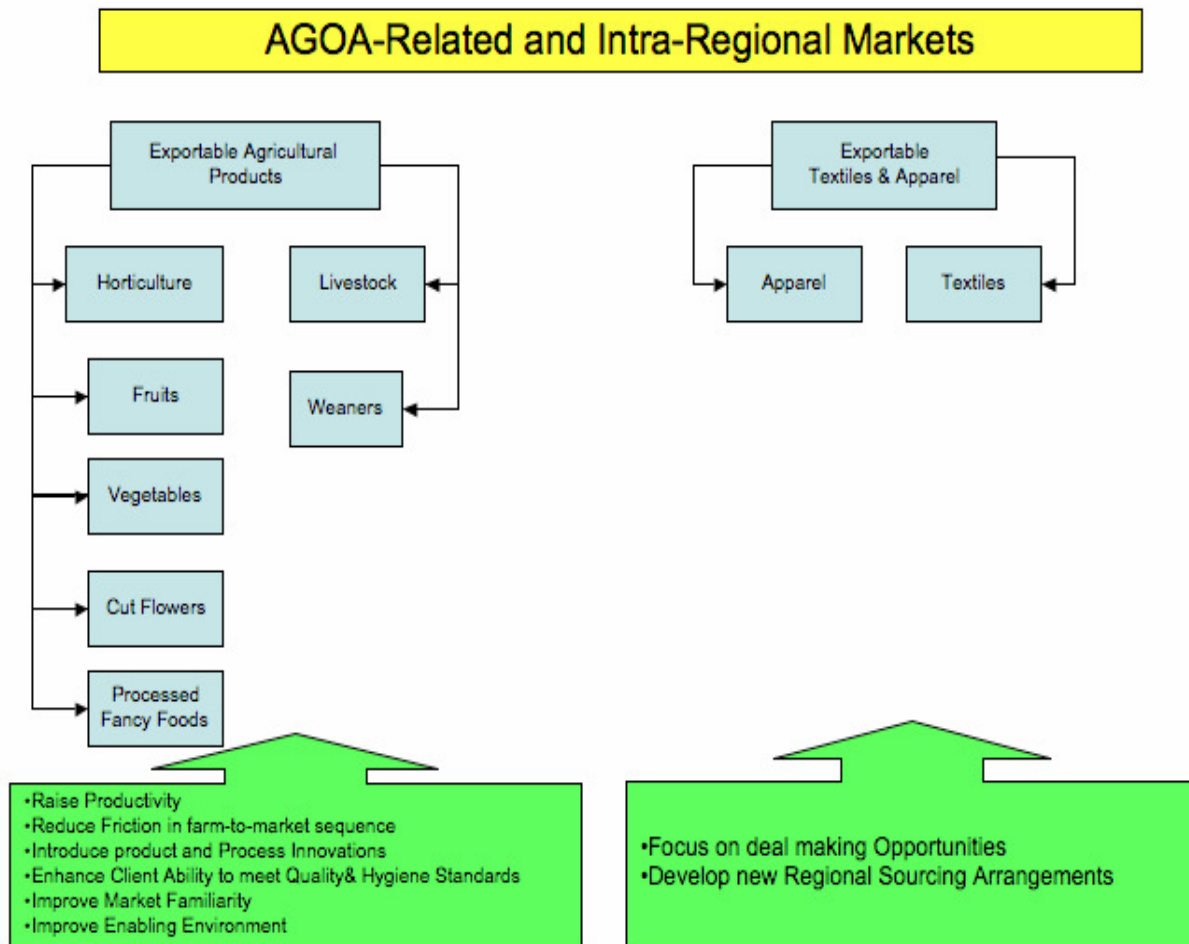 AGOA-Related and Intra-Regional Markets
Exportable Agricultural
Products
Horticulture
Livestock
Fruits
Weaners
Vegetables
Cut Flowers
Processed
Fancy Foods
•Raise Productivity
•Reduce Friction in farm-to-market sequence
•Introduce product and Process Innovations
•Enhance Client Ability to meet Quality& Hygiene Standards
•Improve Market Familiarity
•Improve Enabling Environment
Exportable
Textiles & Apparel
Apparel
Textiles
•Focus on deal making Opportunities
•Develop new Regional Sourcing Arrangements